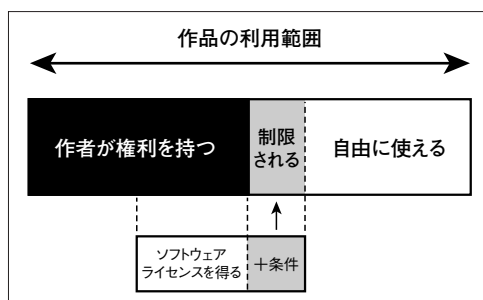 作品の利用範囲
作者が権利を持つ
制限
される
自由に使える
ソフトウェア
ライセンスを得る
＋条件